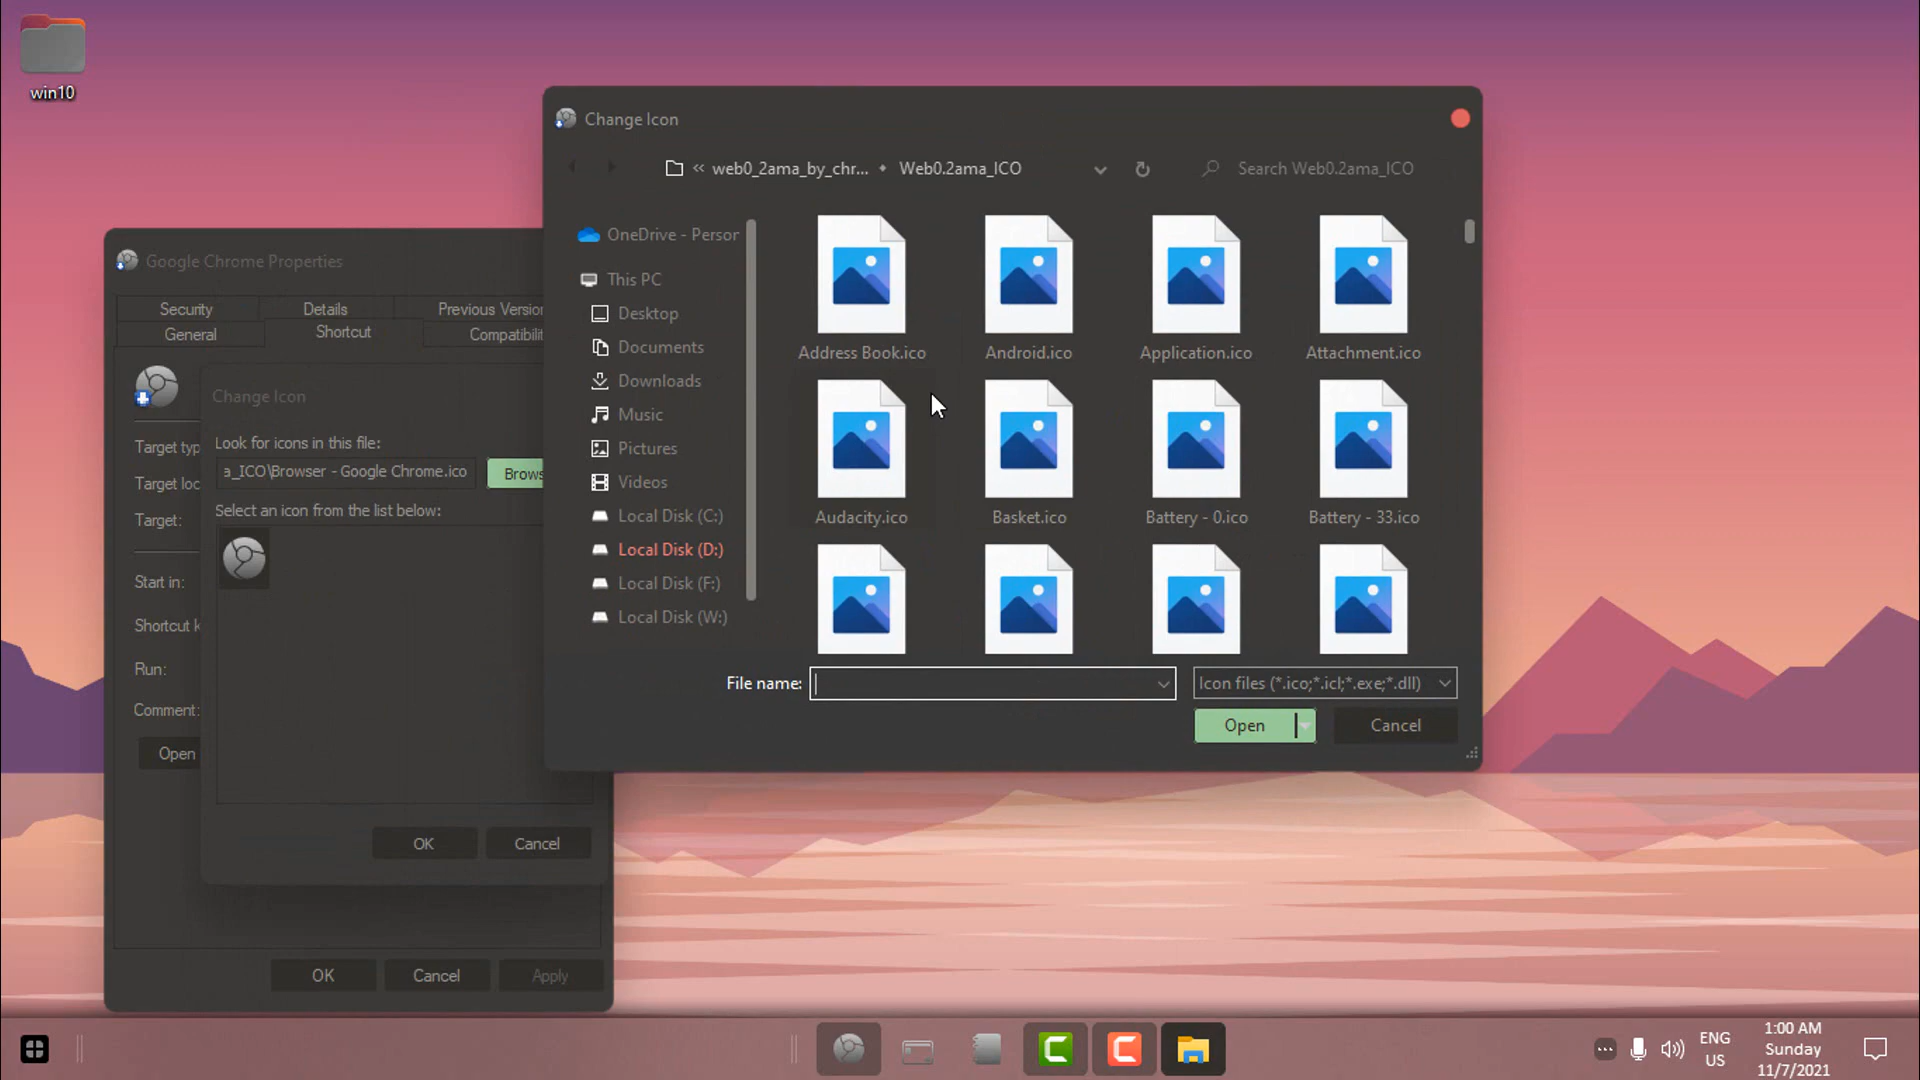 win10
Change Icon
« web0_2ama_by_chr... Web0.2ama_ICO
Search Web0.2ama_ICO
OneDrive - Person
This PC
Desktop
Documents
Downloads
Music
Pictures
Videos
Local Disk (C:)
Local Disk (D:)
Local Disk (F:)
Local Disk (W:)
Address Book.ico
Android.ico
Application.ico
Attachment.ico
Audacity.ico
Basket.ico
Battery - 0.ico
Battery - 33.ico
File name:
Icon files (*.ico;*.icl;*.exe;*.dll)
Open
Cancel
Google Chrome Properties
Security
Details
Previous Version
General
Shortcut
Compatibilit
Target typ
Target loc
Target:
Start in:
Shortcut k
Run:
Comment:
Open
Change Icon
Look for icons in this file:
a_ICO\Browser - Google Chrome.ico
Brows
Select an icon from the list below:
OK
Cancel
OK
Cancel
Apply
ENG
US
1:00 AM
Sunday
11/7/2021